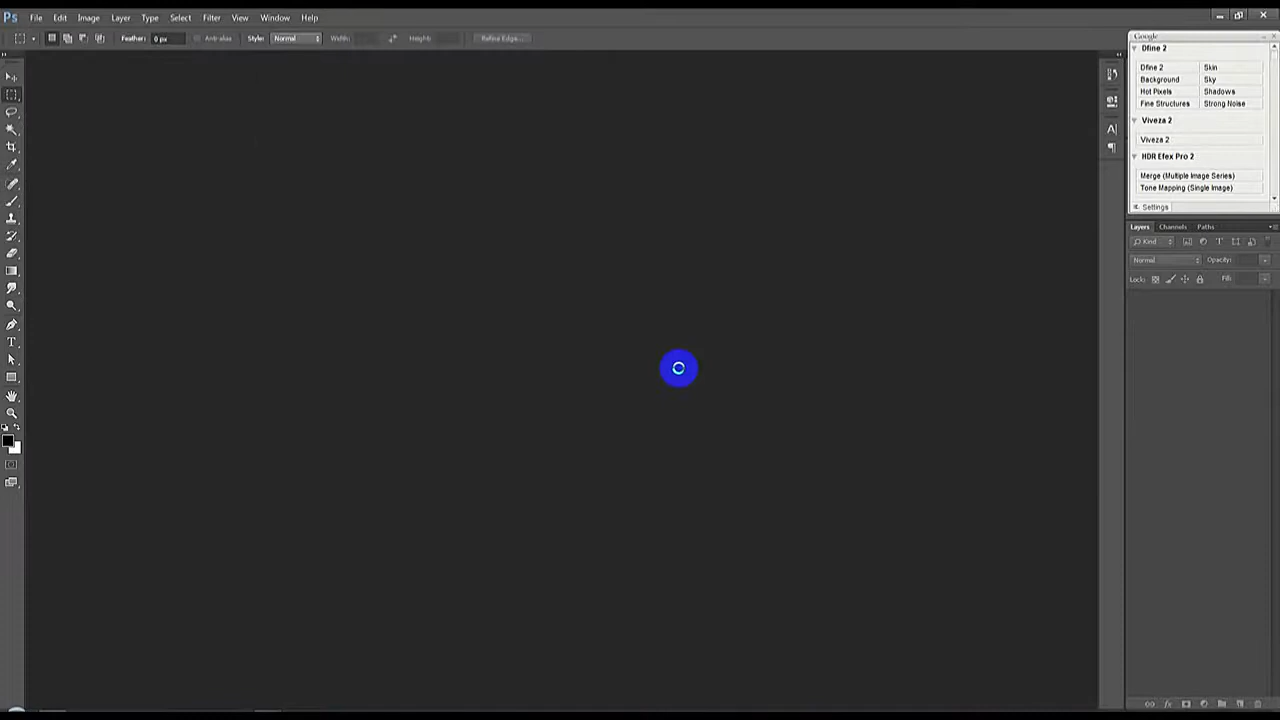 Ps File Edit Image Layer Type Select Filter View Window Help
Feather: 0 px Anti-alias Style: Normal Width: Height: Refine Edge...
Google
Dfine 2
Dfine 2 Skin
Background Sky
Hot Pixels Shadows
Fine Structures Strong Noise
Viveza 2
Viveza 2
HDR Efex Pro 2
Merge (Multiple Image Series)
Tone Mapping (Single Image)
Settings
Layers Channels Paths
Kind
Normal Opacity:
Lock: Fill: